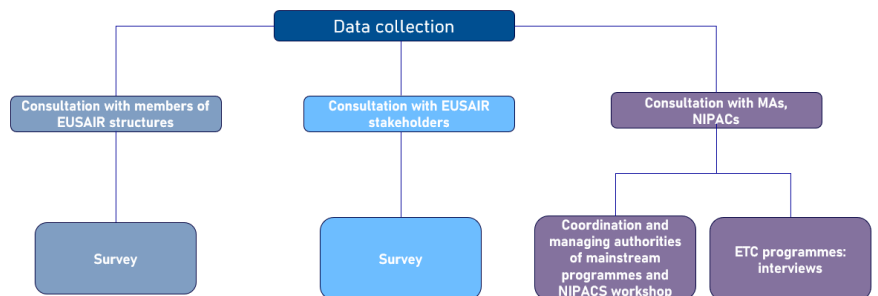 Data collection
Consultation with members of
EUSAIR structures
Consultation with EUSAIR
stakeholders
Consultation with MAs,
NIPACs
Survey
Survey
Coordination and
managing authorities
of mainstream
programmes and
NIPACS workshop
ETC programmes:
interviews